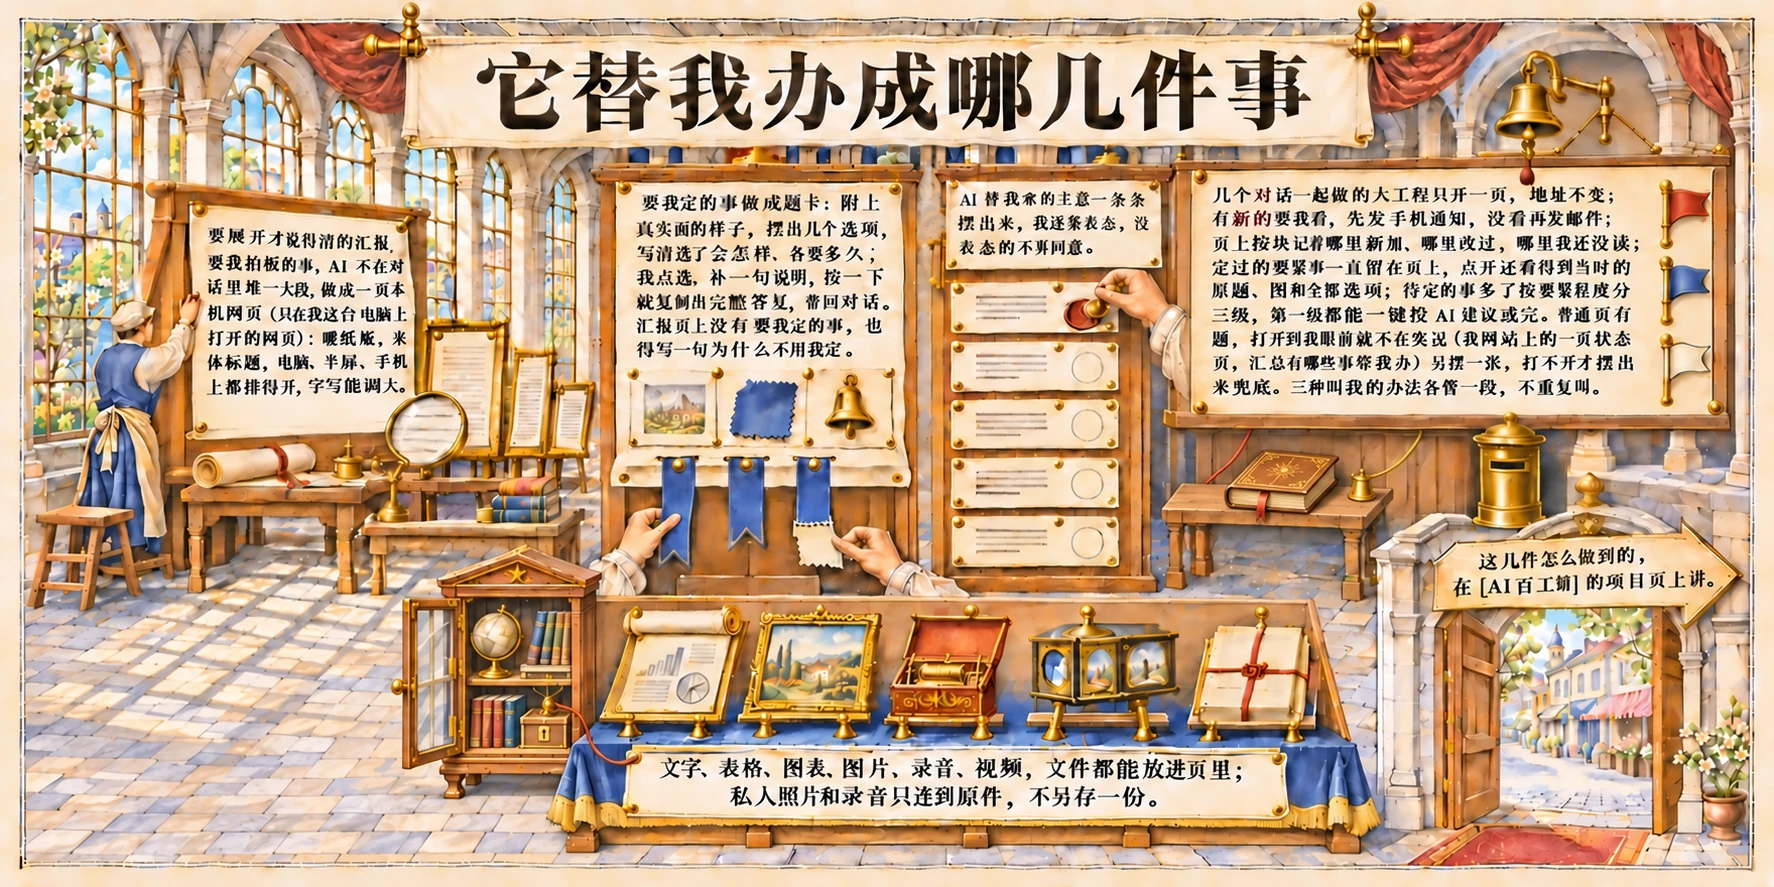 它替我办成哪几件事
要展开才说得清的汇报,
要我拍板的事, AI 不在对
话里堆一大段, 做成一页本
机网页 (只在我这台电脑上
打开的网页): 暖纸底, 米
体标题, 电脑、半屏、手机
上都排得开, 字写能调大。
要我定的事做成题卡: 附上
真实面的样子, 摆出几个选项,
写清选了会怎样、各要多久;
我点选, 补一句说明, 按一下
就复制出完整答复, 带回对话。
汇报页上没有要我定的事, 也
得写一句为什么不用我定。
AI 替我拿的主意一条条
摆出来, 我逐条表态, 没
表态的不算同意。
几个对话一起做的大工程只开一页, 地址不变;
有新的要我看, 先发手机通知, 没看再发邮件;
页上按块记着哪里新加、哪里改过, 哪里我还没读;
定过的要紧事一直留在页上, 点开还看得到当时的
原题、图和全部选项; 待定的事多了按要紧程度分
三级, 第一级都能一键按 AI 建议或完。普通页有
题, 打开到我眼前就不在实况 (我网站上的一页状态
页, 汇总有哪些事等我办) 另摆一张, 打不开才摆出
来兜底。三种叫我的办法各管一段, 不重复叫。
这几件怎么做到的,
在 [AI 百工坊] 的项目页上讲。
文字、表格、图表、图片、录音、视频, 文件都能放进页里;
私人照片和录音只连到原件, 不另存一份。